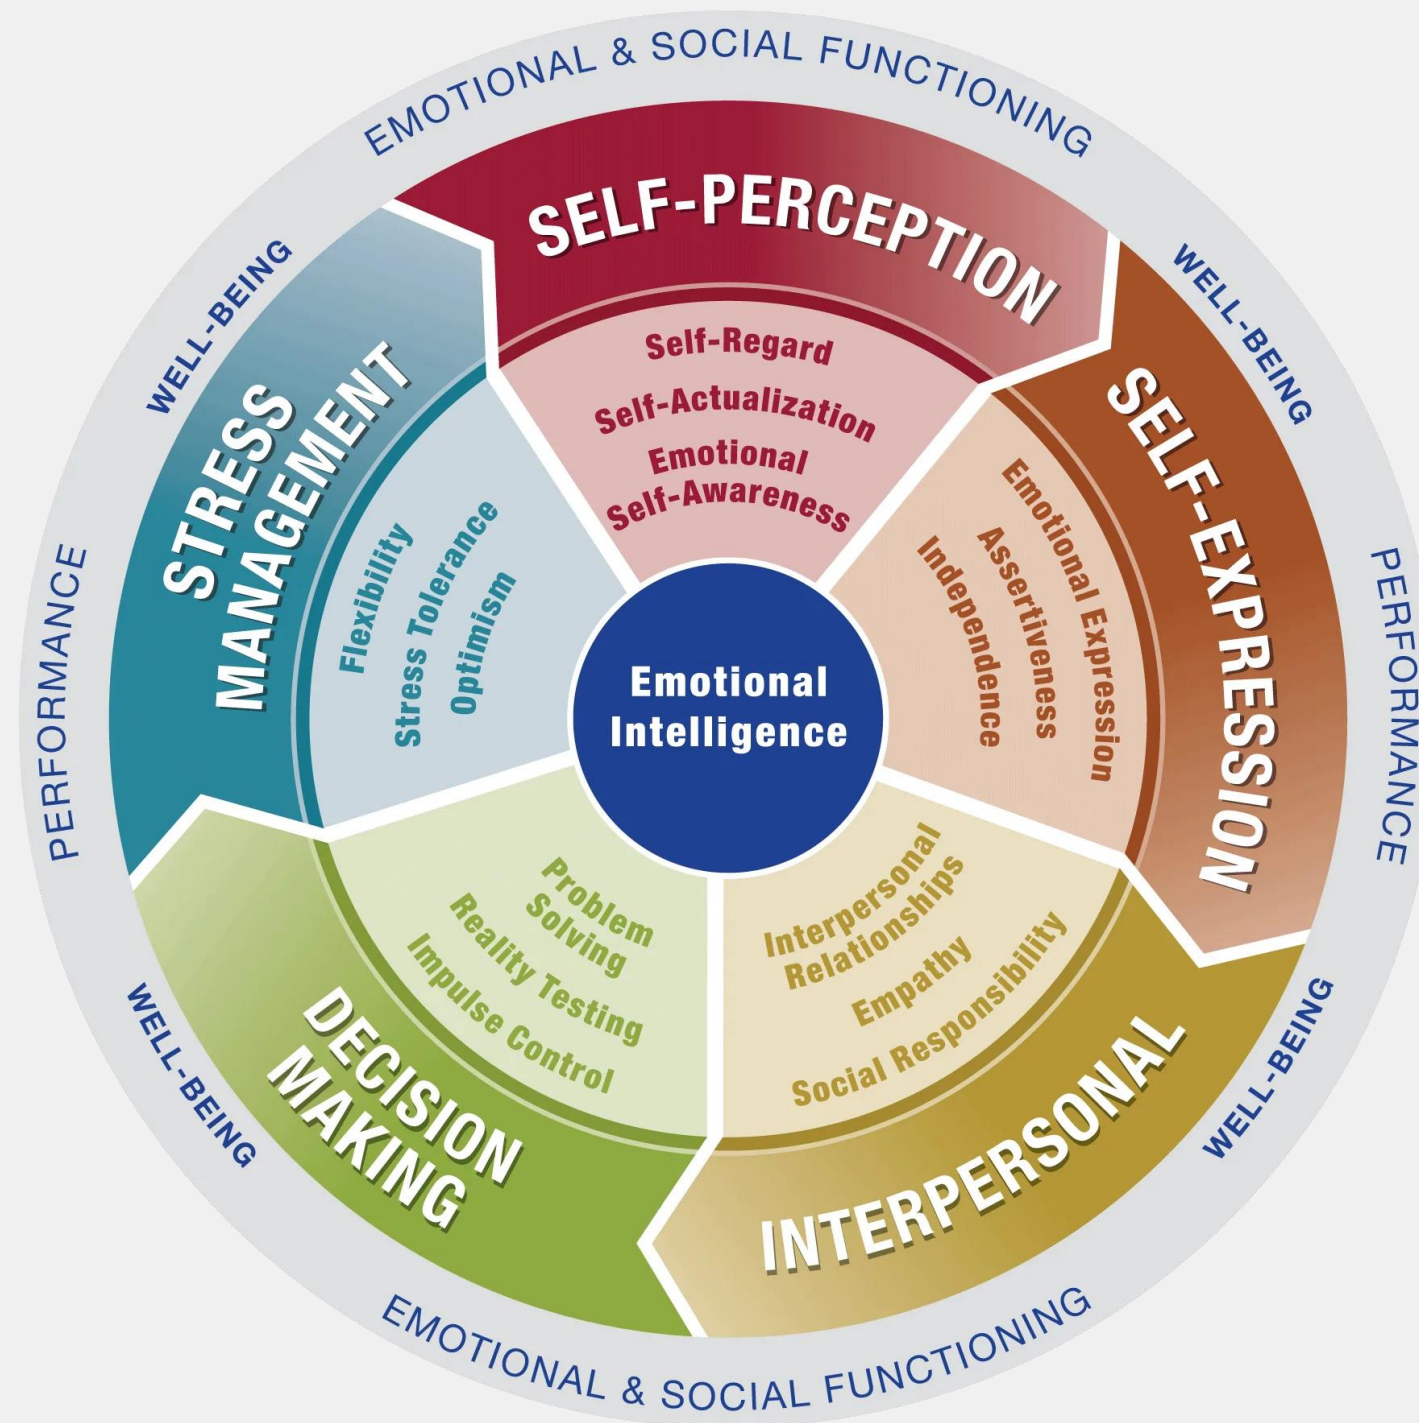 EMOTIONAL & SOCIAL FUNCTIONING
WELL-BEING
WELL-BEING
PERFORMANCE
PERFORMANCE
WELL-BEING
WELL-BEING
EMOTIONAL & SOCIAL FUNCTIONING
SELF-PERCEPTION
Self-Regard
Self-Actualization
Emotional
Self-Awareness
SELF-EXPRESSION
Emotional Expression
Assertiveness
Independence
INTERPERSONAL
Interpersonal
Relationships
Empathy
Social Responsibility
DECISION
MAKING
Problem
Solving
Reality Testing
Impulse Control
STRESS
MANAGEMENT
Flexibility
Stress Tolerance
Optimism
Emotional
Intelligence